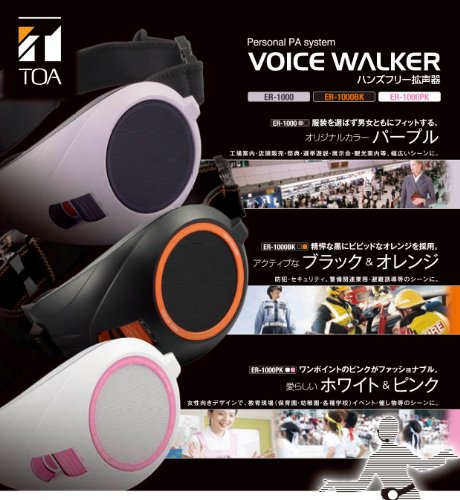 TOA
Personal PA system
VOICE WALKER
ハンズフリー拡声器
ER-1000 ER-1000BK ER-1000PK
ER-1000 服装を選ばず男女ともにフィットする。
オリジナルカラー パープル
工場案内・店頭販売・祭典・選挙遊説・展示会・観光案内等、幅広いシーンに。
ER-1000BK 精悍な黒にビビッドなオレンジを採用。
アクティブな ブラック & オレンジ
防犯・セキュリティ、警備関連業務・避難誘導等のシーンに。
ER-1000PK ワンポイントのピンクがファッショナブル。
愛らしい ホワイト & ピンク
女性向きデザインで、教育現場（保育園・幼稚園・各種学校）イベント・催し物等のシーンに。